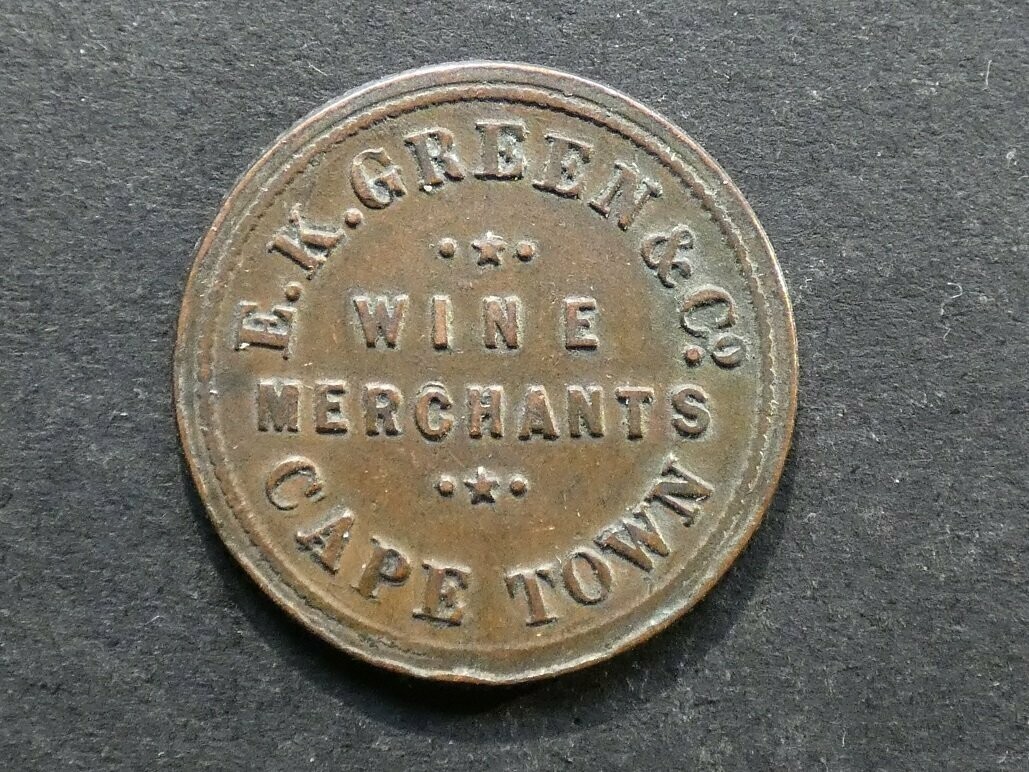 E.K.GREEN & Cº.
WINE
MERCHANTS
CAPE TOWN